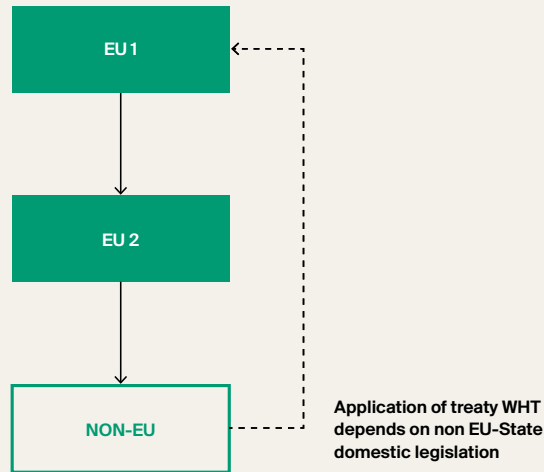 EU 1
EU 2
NON-EU
Application of treaty WHT
depends on non EU-State
domestic legislation